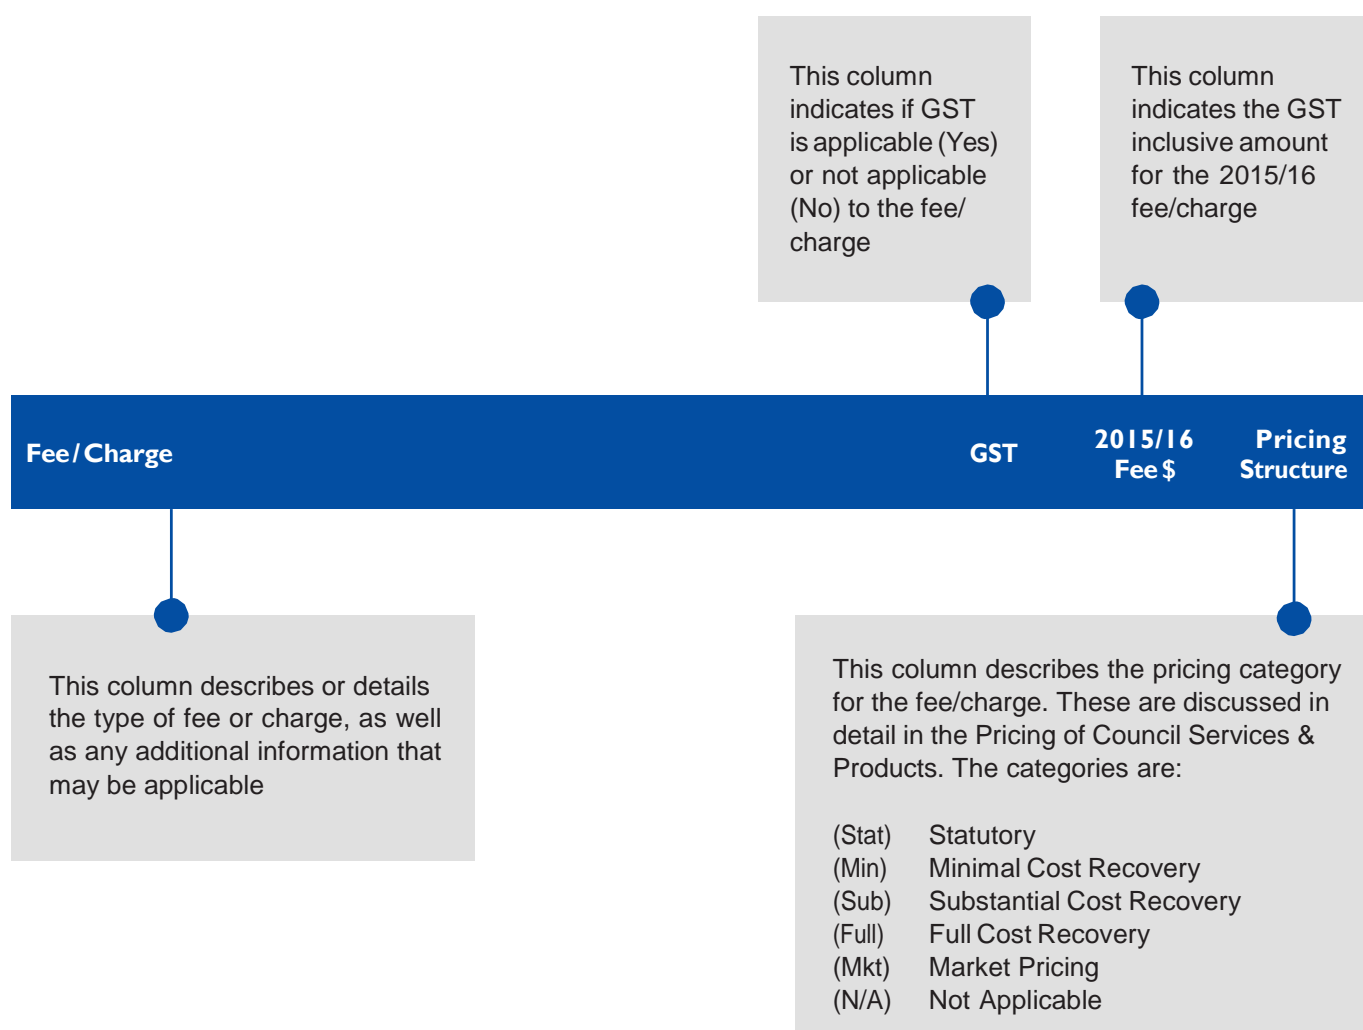 This column
indicates if GST
is applicable (Yes)
or not applicable
(No) to the fee/
charge
This column
indicates the GST
inclusive amount
for the 2015/16
fee/charge
Fee/Charge
GST
2015/16
Fee $
Pricing
Structure
This column describes or details
the type of fee or charge, as well
as any additional information that
may be applicable
This column describes the pricing category
for the fee/charge. These are discussed in
detail in the Pricing of Council Services &
Products. The categories are:
(Stat) Statutory
(Min) Minimal Cost Recovery
(Sub) Substantial Cost Recovery
(Full) Full Cost Recovery
(Mkt) Market Pricing
(N/A) Not Applicable